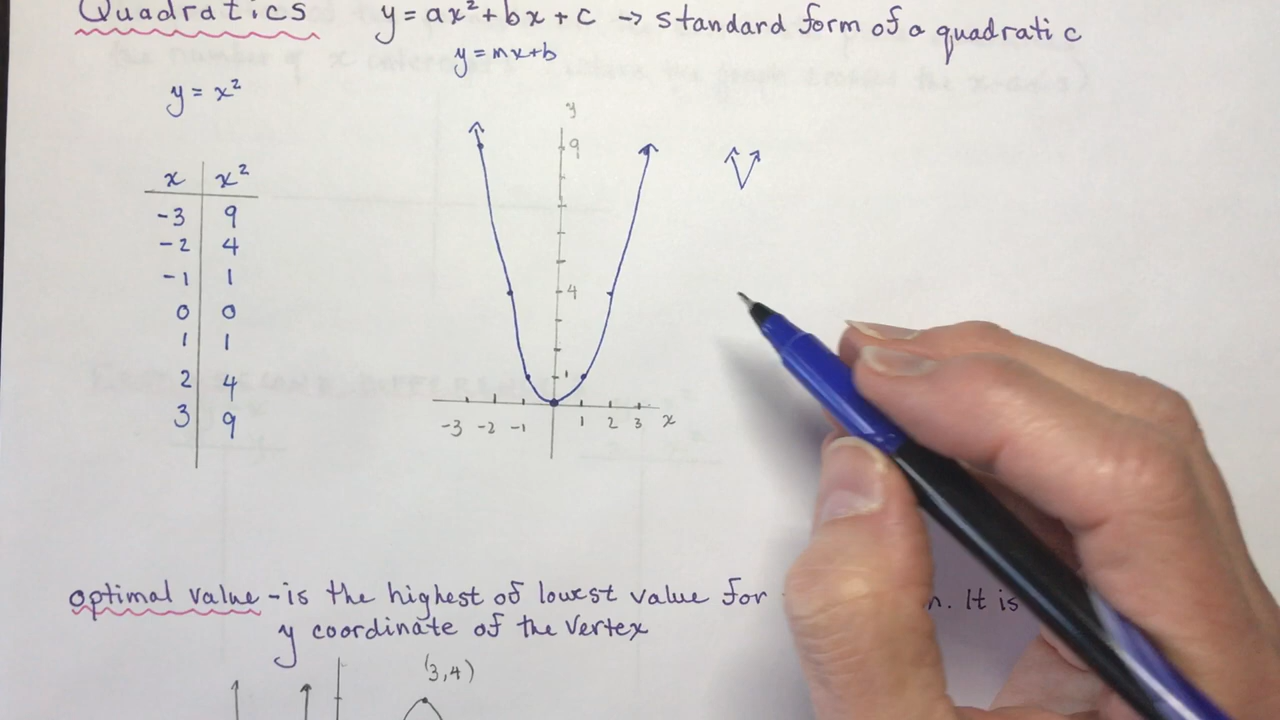 Quadratics y = ax² + bx + c → standard form of a quadratic
y = mx+b
y = x²
x x²
-3 9
-2 4
-1 1
0 0
1 1
2 4
3 9
y
9
4
1
-3 -2 -1 1 2 3 x
optimal value - is the highest of lowest value for n. It is
y coordinate of the vertex
(3,4)